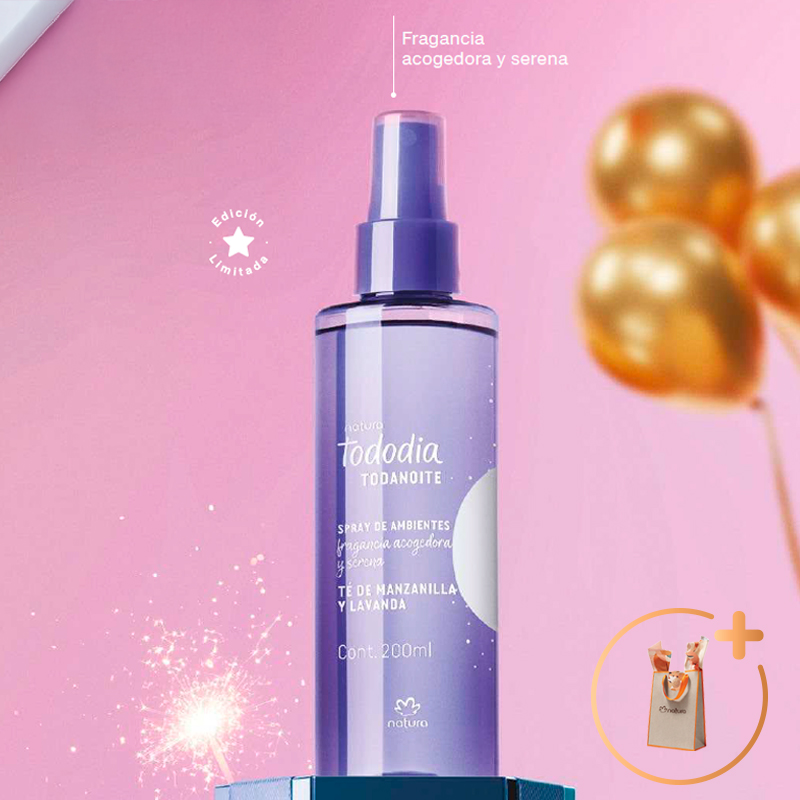 Fragancia
acogedora y serena
Edición
Limitada
natura
Tododia
TODANOITE
SPRAY DE AMBIENTES
fragancia acogedora
y serena
TÉ DE MANZANILLA
Y LAVANDA
Cont. 200ml
natura
natura